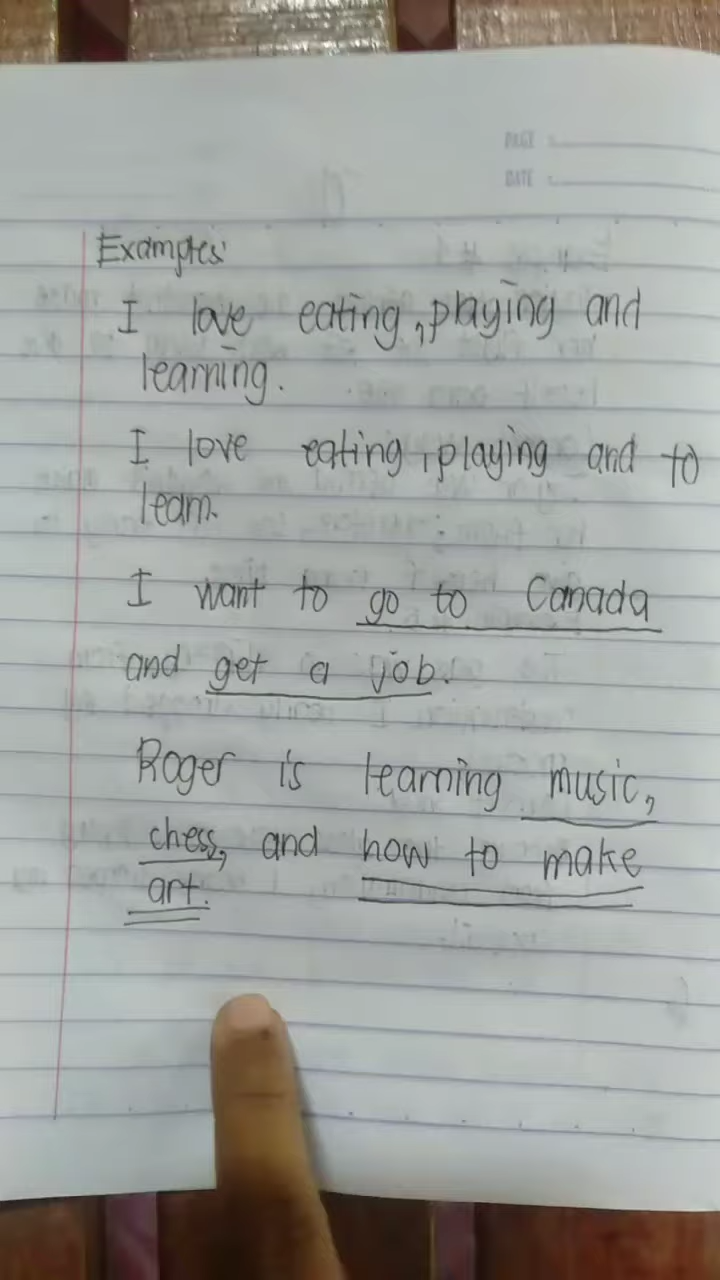 PAGE :
DATE :
Examples:
I love eating, playing and
learning.
I love eating, playing and to
learn.
I want to go to Canada
and get a job.
Roger is learning music,
chess, and how to make
art.